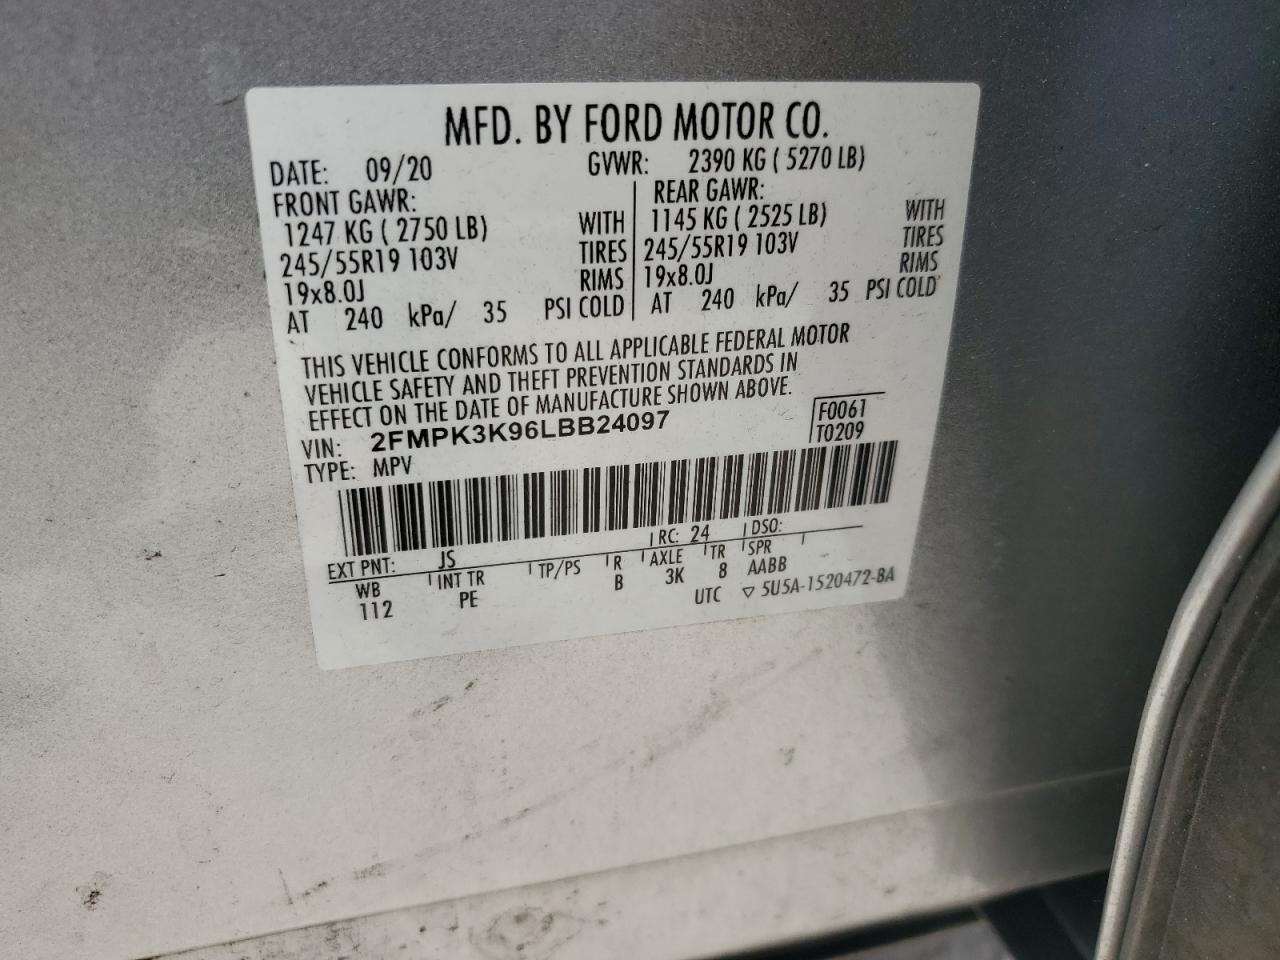 MFD. BY FORD MOTOR CO.
DATE: 09/20 GVWR: 2390 KG ( 5270 LB)
FRONT GAWR: REAR GAWR:
1247 KG ( 2750 LB) WITH 1145 KG ( 2525 LB) WITH
245/55R19 103V TIRES 245/55R19 103V TIRES
19x8.0J RIMS 19x8.0J RIMS
AT 240 kPa/ 35 PSI COLD AT 240 kPa/ 35 PSI COLD
THIS VEHICLE CONFORMS TO ALL APPLICABLE FEDERAL MOTOR
VEHICLE SAFETY AND THEFT PREVENTION STANDARDS IN
EFFECT ON THE DATE OF MANUFACTURE SHOWN ABOVE.
VIN: 2FMPK3K96LBB24097 F0061
TYPE: MPV T0209
EXT PNT: JS RC: 24 DSO:
WB INT TR TP/PS R AXLE TR SPR
112 PE B 3K 8 AABB
UTC ▽ 5U5A-1520472-BA